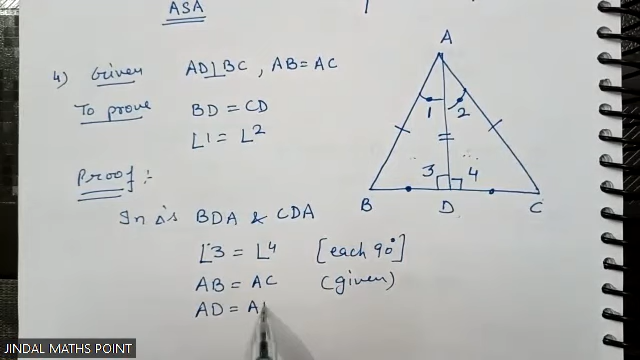 ASA
4) Given AD⊥BC, AB=AC
To prove BD = CD
∠1 = ∠2
Proof:-
In Δ's BDA & CDA
∠3 = ∠4 [each 90°]
AB = AC (given)
AD = A
A
1 2
3 4
B D C
JINDAL MATHS POINT